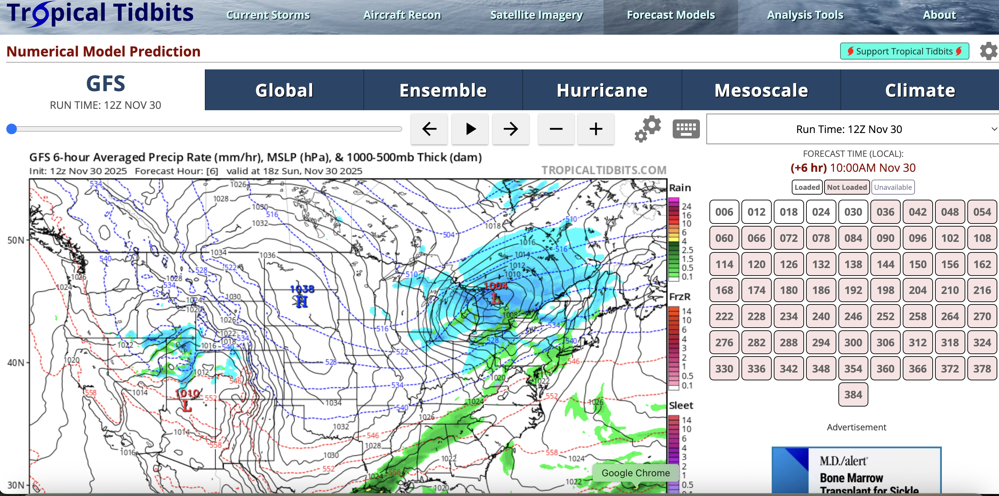 Tropical Tidbits
Current Storms
Aircraft Recon
Satellite Imagery
Forecast Models
Analysis Tools
About
Numerical Model Prediction
Support Tropical Tidbits
GFS
RUN TIME: 12Z NOV 30
Global
Ensemble
Hurricane
Mesoscale
Climate
Run Time: 12Z Nov 30
GFS 6-hour Averaged Precip Rate (mm/hr), MSLP (hPa), & 1000-500mb Thick (dam)
Init: 12z Nov 30 2025 Forecast Hour: [6] valid at 18z Sun, Nov 30 2025
TROPICALTIDBITS.COM
FORECAST TIME (LOCAL):
(+6 hr) 10:00AM Nov 30
Loaded Not Loaded Unavailable
006 012 018 024 030 036 042 048 054
060 066 072 078 084 090 096 102 108
114 120 126 132 138 144 150 156 162
168 174 180 186 192 198 204 210 216
222 228 234 240 246 252 258 264 270
276 282 288 294 300 306 312 318 324
330 336 342 348 354 360 366 372 378
384
Advertisement
M.D./alert
Bone Marrow
Transplant for Sickle
50N
40N
30N
534
1026
1028
1030
516
1032
504
1018
510
1016
516
1014
1012
1010
1034
1036
540
528
522
510
1026
1028
534
1024
1038
H
1004
L
1030
1024
1020
1026
1008
534
516
1022
534
1018
1016
540
1022
528
540
522
1020
528
546
1012
546
1020
1022
534
558
1014
1010
L
552
552
1024
1026
1034
540
1026
1032
1014
546
558
1028
558
1016
1030
1022
1024
552
1024
558
1022
1020
Google Chrome
Rain
24
16
10
6
4
2.5
1.5
0.5
0.1
FrzR
14
10
6
4
3
2
1
0.5
0.1
Sleet
14
10
6
4
3
2
1
0.5